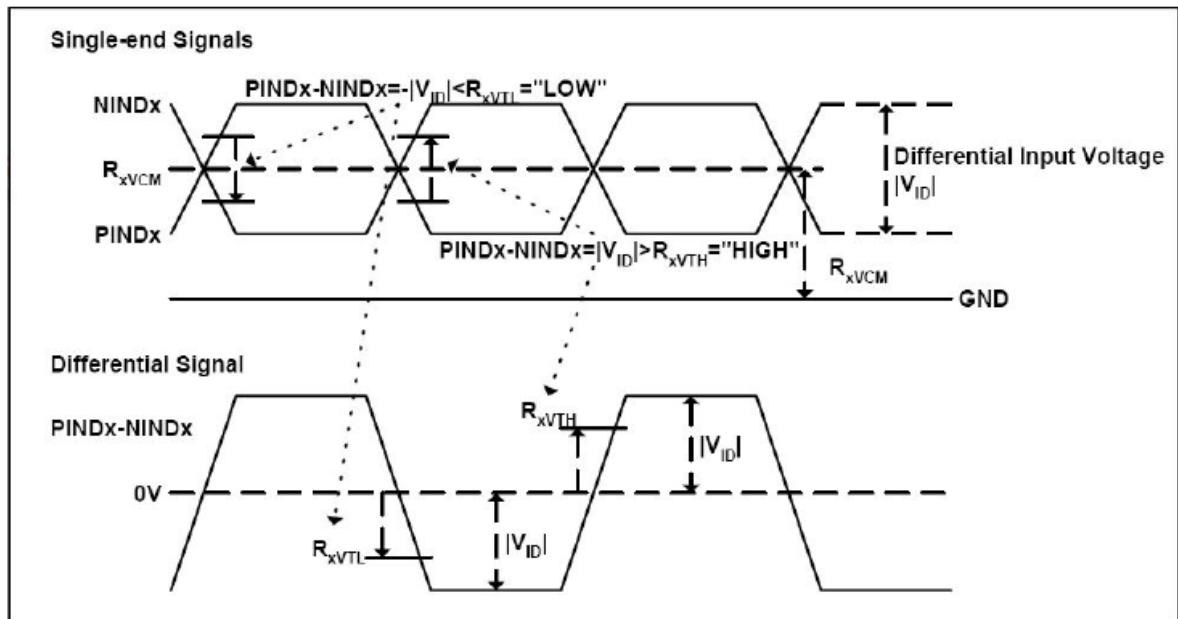 Single-end Signals
PINDx-NINDx=-|VID|<RxVTL="LOW"
NINDx
RxVCM
Differential Input Voltage
|VID|
PINDx
PINDx-NINDx=|VID|>RxVTH="HIGH"
RxVCM
GND
Differential Signal
RxVTH
PINDx-NINDx
|VID|
0V
RxVTL
|VID|